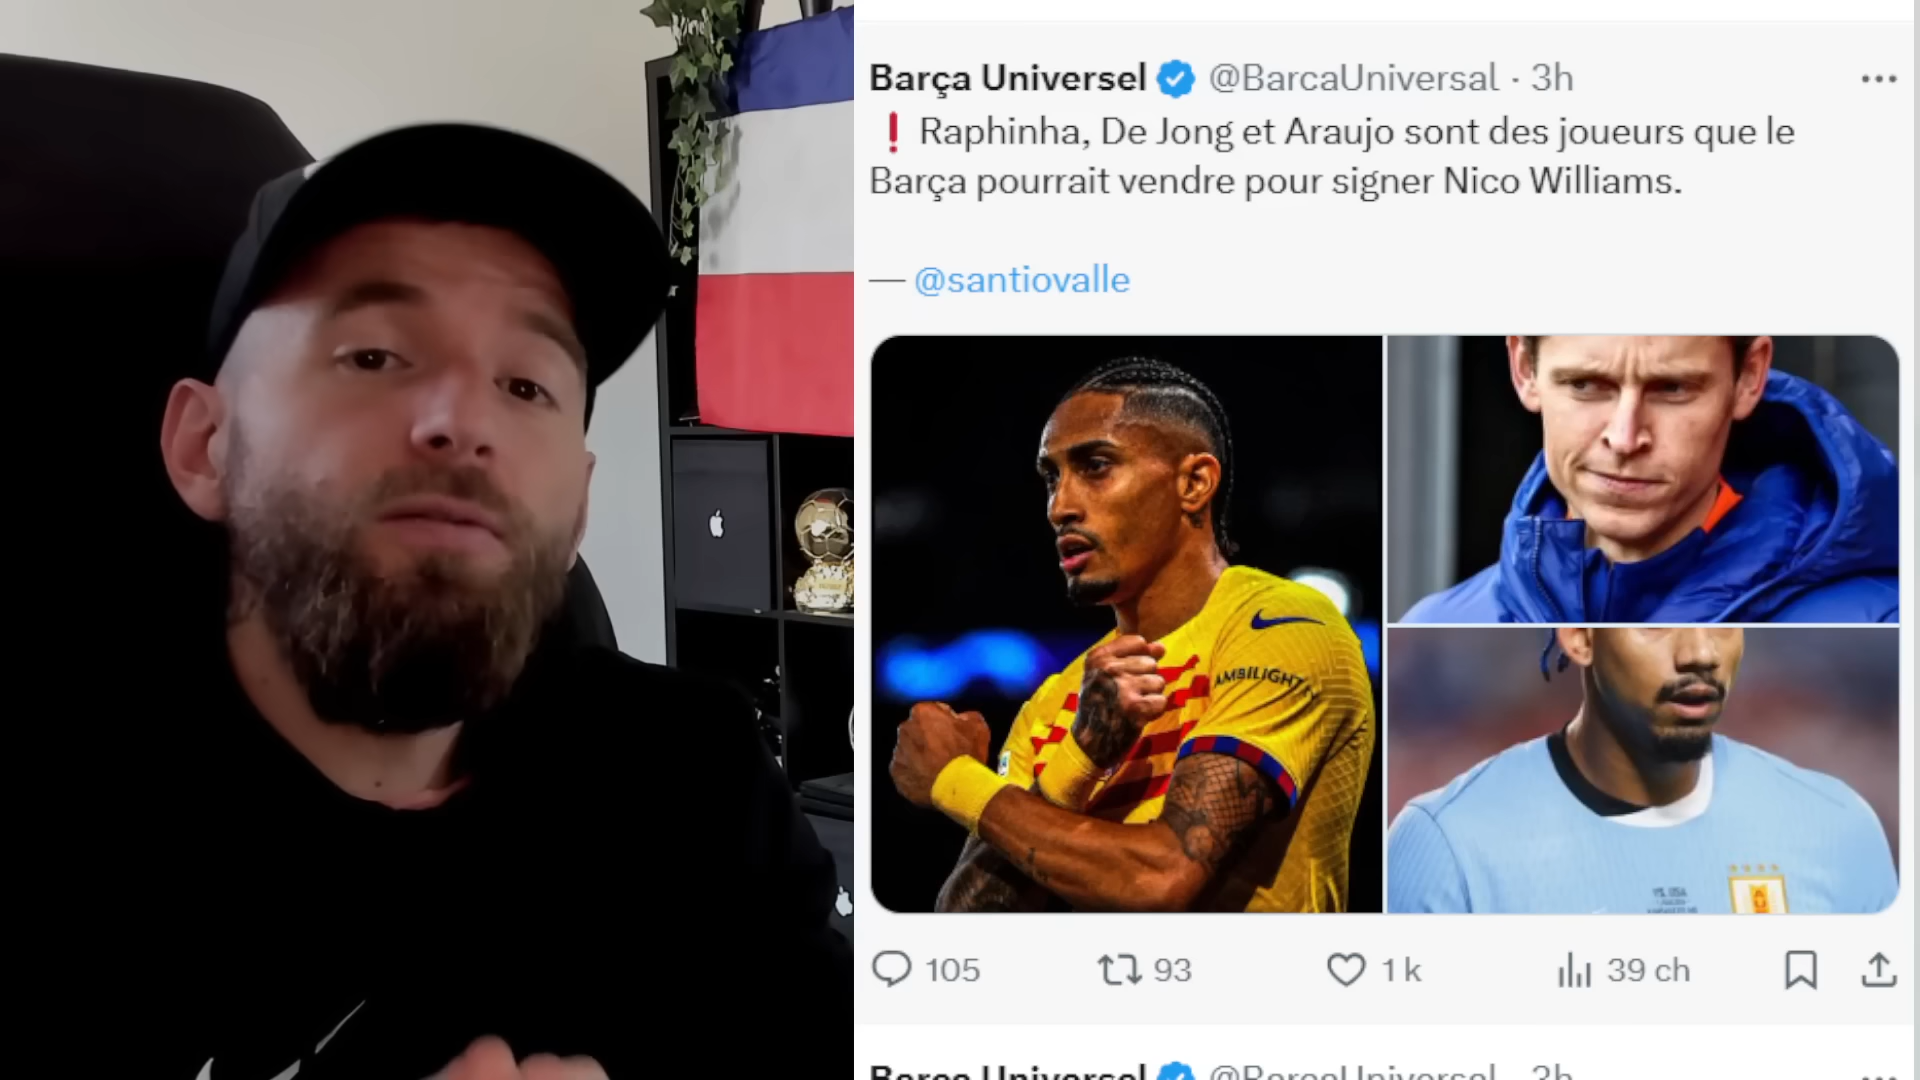 Barça Universel @BarcaUniversal · 3h
❗ Raphinha, De Jong et Araujo sont des joueurs que le
Barça pourrait vendre pour signer Nico Williams.
— @santiovalle
AMBILIGHT
105 93 1 k 39 ch
Barça Universel @BarcaUniversal · 3h